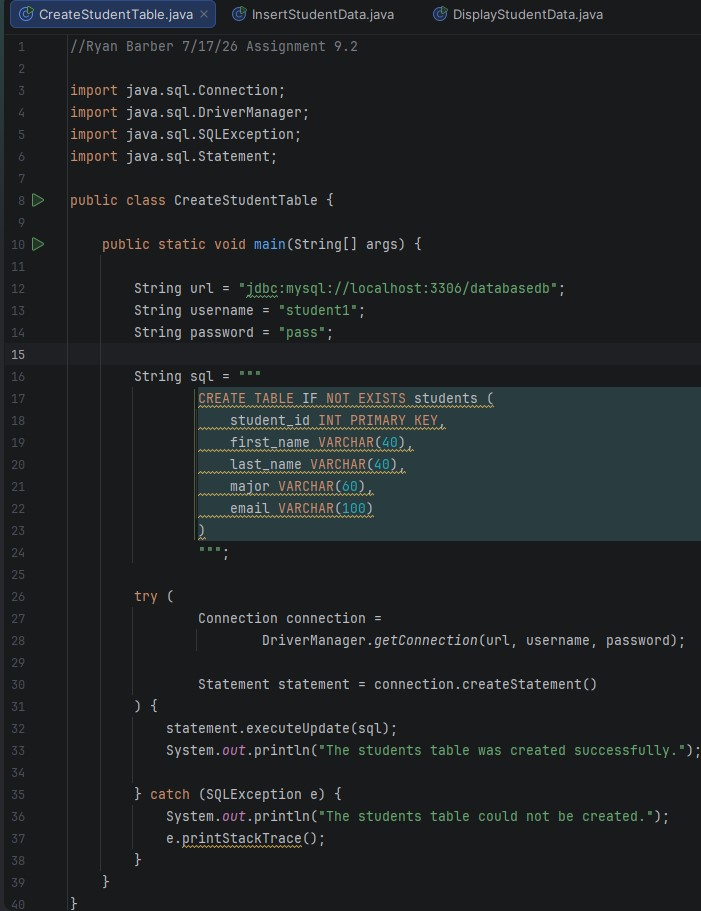 CreateStudentTable.java × InsertStudentData.java DisplayStudentData.java
1 //Ryan Barber 7/17/26 Assignment 9.2
2
3 import java.sql.Connection;
4 import java.sql.DriverManager;
5 import java.sql.SQLException;
6 import java.sql.Statement;
7
8 public class CreateStudentTable {
9
10 public static void main(String[] args) {
11
12 String url = "jdbc:mysql://localhost:3306/databasedb";
13 String username = "student1";
14 String password = "pass";
15
16 String sql = """
17 CREATE TABLE IF NOT EXISTS students (
18 student_id INT PRIMARY KEY,
19 first_name VARCHAR(40),
20 last_name VARCHAR(40),
21 major VARCHAR(60),
22 email VARCHAR(100)
23 )
24 """;
25
26 try (
27 Connection connection =
28 DriverManager.getConnection(url, username, password);
29
30 Statement statement = connection.createStatement()
31 ) {
32 statement.executeUpdate(sql);
33 System.out.println("The students table was created successfully.");
34
35 } catch (SQLException e) {
36 System.out.println("The students table could not be created.");
37 e.printStackTrace();
38 }
39 }
40 }